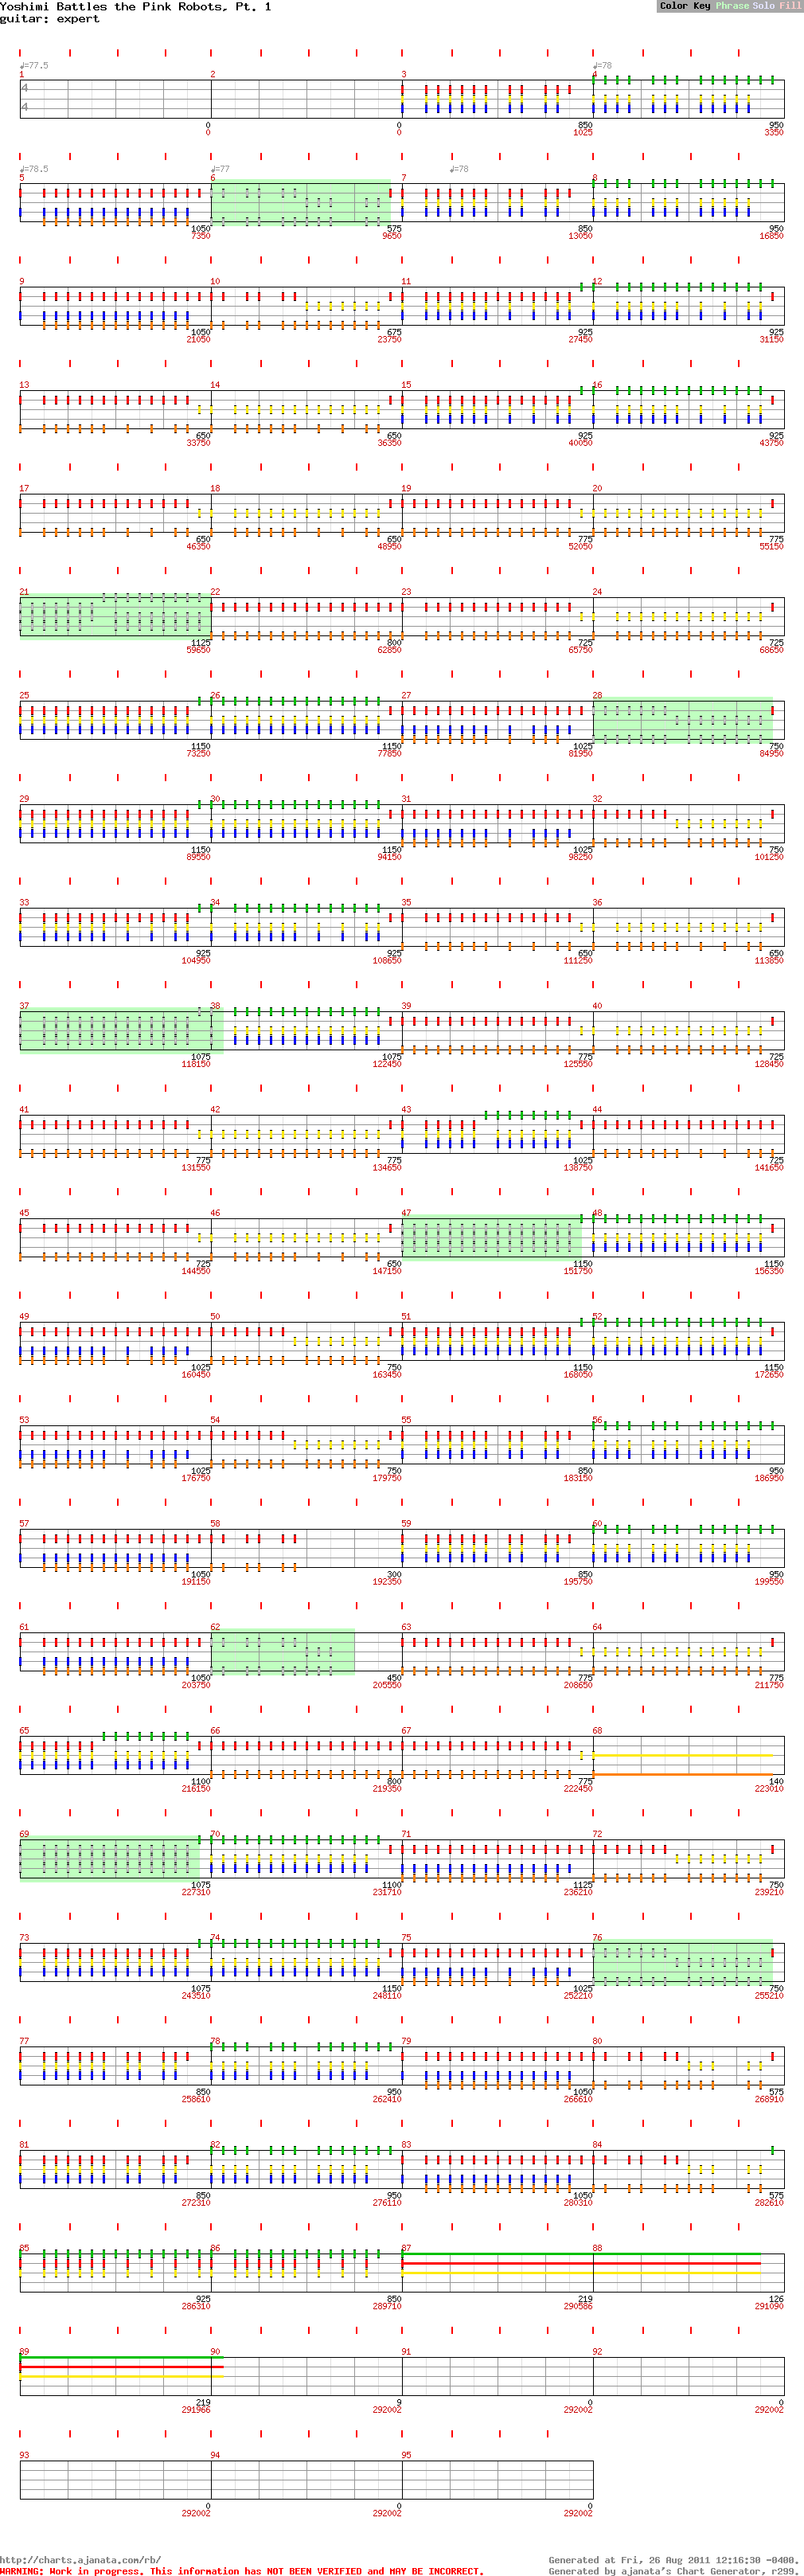 Yoshimi Battles the Pink Robots, Pt. 1
Color Key Phrase Solo Fill
guitar: expert
♩=77.5 ♩=78
1 2 3 4
4
4
0 0 850 950
0 0 1025 3350
♩=78.5 ♩=77 ♩=78
5 6 7 8
1050 575 850 950
7350 9650 13050 16850
9 10 11 12
1050 675 925 925
21050 23750 27450 31150
13 14 15 16
650 650 925 925
33750 36350 40050 43750
17 18 19 20
650 650 775 775
46350 48950 52050 55150
21 22 23 24
1125 800 725 725
59650 62850 65750 68650
25 26 27 28
1150 1150 1025 750
73250 77850 81950 84950
29 30 31 32
1150 1150 1025 750
89550 94150 98250 101250
33 34 35 36
925 925 650 650
104950 108650 111250 113850
37 38 39 40
1075 1075 775 725
118150 122450 125550 128450
41 42 43 44
775 775 1025 725
131550 134650 138750 141650
45 46 47 48
725 650 1150 1150
144550 147150 151750 156350
49 50 51 52
1025 750 1150 1150
160450 163450 168050 172650
53 54 55 56
1025 750 850 950
176750 179750 183150 186950
57 58 59 60
1050 300 850 950
191150 192350 195750 199550
61 62 63 64
1050 450 775 775
203750 205550 208650 211750
65 66 67 68
1100 800 775 140
216150 219350 222450 223010
69 70 71 72
1075 1100 1125 750
227310 231710 236210 239210
73 74 75 76
1075 1150 1025 750
243510 248110 252210 255210
77 78 79 80
850 950 1050 575
258610 262410 266610 268910
81 82 83 84
850 950 1050 575
272310 276110 280310 282610
85 86 87 88
925 850 219 126
286310 289710 290586 291090
89 90 91 92
219 9 0 0
291966 292002 292002 292002
93 94 95
0 0 0
292002 292002 292002
http://charts.ajanata.com/rb/
Generated at Fri, 26 Aug 2011 12:16:30 -0400.
WARNING: Work in progress. This information has NOT BEEN VERIFIED and MAY BE INCORRECT.
Generated by ajanata's Chart Generator, r299.